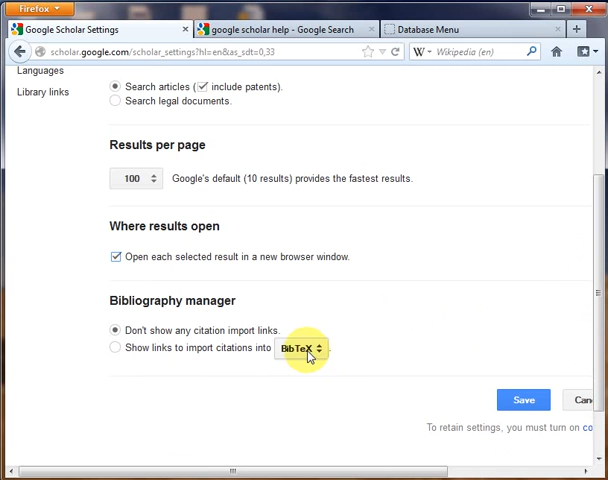 Firefox
Google Scholar Settings
google scholar help - Google Search
Database Menu
scholar.google.com/scholar_settings?hl=en&as_sdt=0,33
W
Wikipedia (en)
Languages
Library links
Search articles ( include patents).
Search legal documents.
Results per page
100
Google's default (10 results) provides the fastest results.
Where results open
Open each selected result in a new browser window.
Bibliography manager
Don't show any citation import links.
Show links to import citations into BibTeX .
Save
Can
To retain settings, you must turn on co